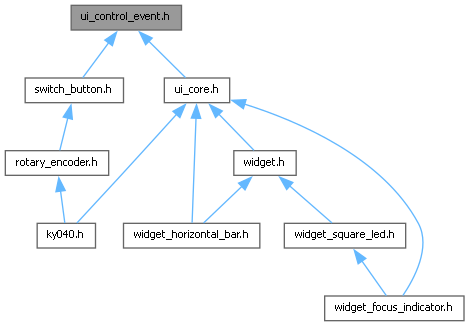 ui_control_event.h
switch_button.h
ui_core.h
rotary_encoder.h
widget.h
ky040.h
widget_horizontal_bar.h
widget_square_led.h
widget_focus_indicator.h